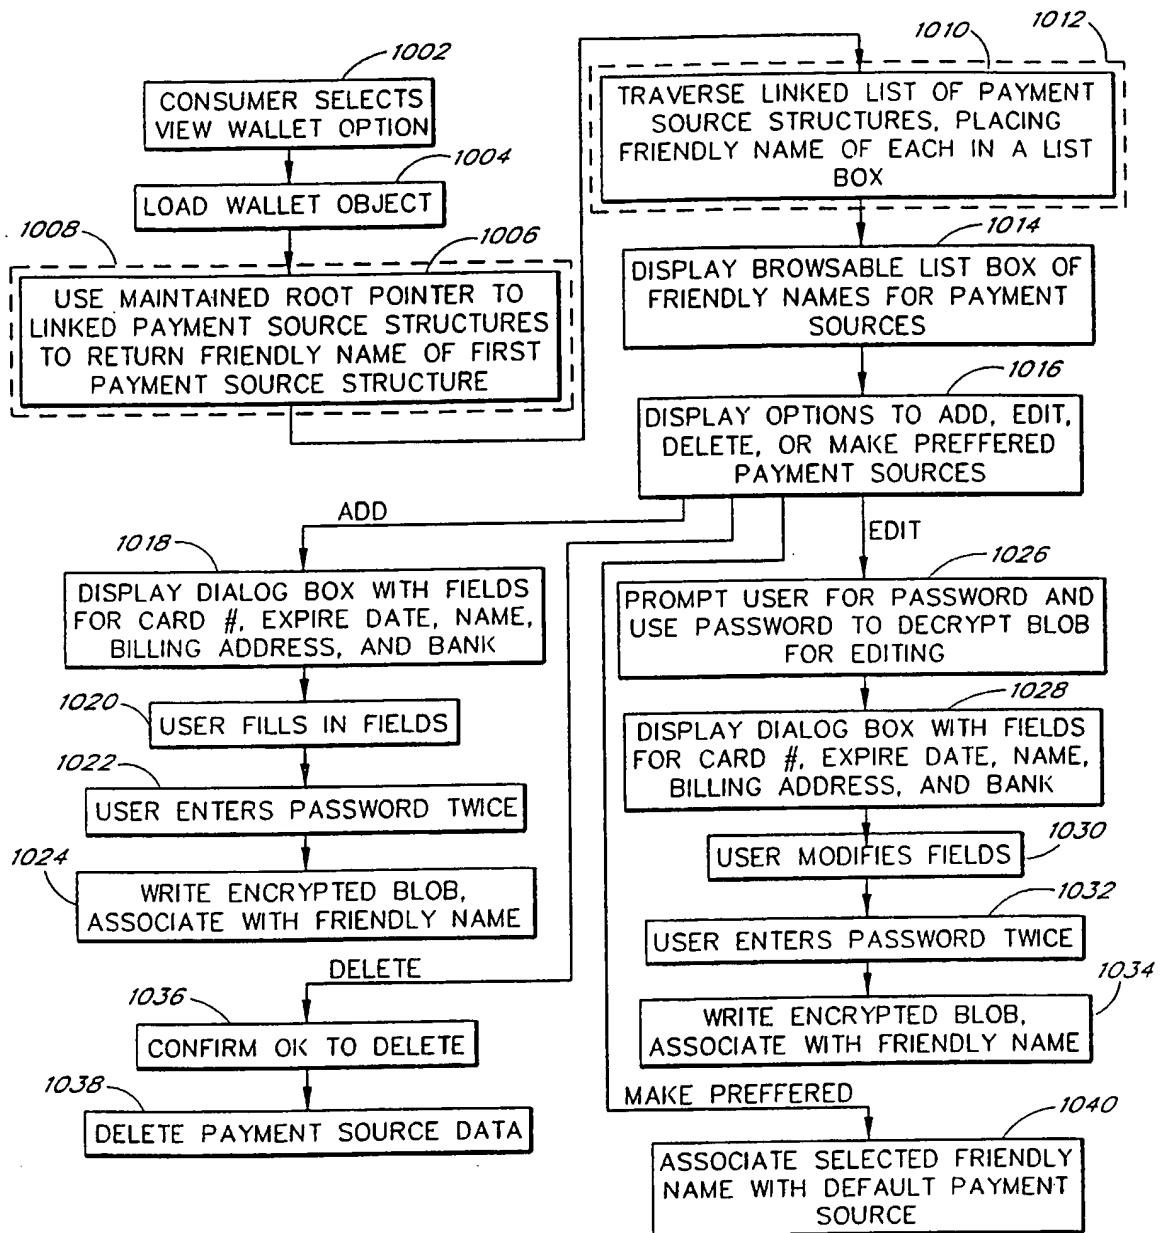 1002
CONSUMER SELECTS
VIEW WALLET OPTION
1004
LOAD WALLET OBJECT
1008
1006
USE MAINTAINED ROOT POINTER TO
LINKED PAYMENT SOURCE STRUCTURES
TO RETURN FRIENDLY NAME OF FIRST
PAYMENT SOURCE STRUCTURE
1010
1012
TRAVERSE LINKED LIST OF PAYMENT
SOURCE STRUCTURES, PLACING
FRIENDLY NAME OF EACH IN A LIST
BOX
1014
DISPLAY BROWSABLE LIST BOX OF
FRIENDLY NAMES FOR PAYMENT
SOURCES
1016
DISPLAY OPTIONS TO ADD, EDIT,
DELETE, OR MAKE PREFFERED
PAYMENT SOURCES
ADD
1018
DISPLAY DIALOG BOX WITH FIELDS
FOR CARD #, EXPIRE DATE, NAME,
BILLING ADDRESS, AND BANK
1020
USER FILLS IN FIELDS
1022
USER ENTERS PASSWORD TWICE
1024
WRITE ENCRYPTED BLOB,
ASSOCIATE WITH FRIENDLY NAME
EDIT
1026
PROMPT USER FOR PASSWORD AND
USE PASSWORD TO DECRYPT BLOB
FOR EDITING
1028
DISPLAY DIALOG BOX WITH FIELDS
FOR CARD #, EXPIRE DATE, NAME,
BILLING ADDRESS, AND BANK
1030
USER MODIFIES FIELDS
1032
USER ENTERS PASSWORD TWICE
1034
WRITE ENCRYPTED BLOB,
ASSOCIATE WITH FRIENDLY NAME
DELETE
1036
CONFIRM OK TO DELETE
1038
DELETE PAYMENT SOURCE DATA
MAKE PREFFERED
1040
ASSOCIATE SELECTED FRIENDLY
NAME WITH DEFAULT PAYMENT
SOURCE